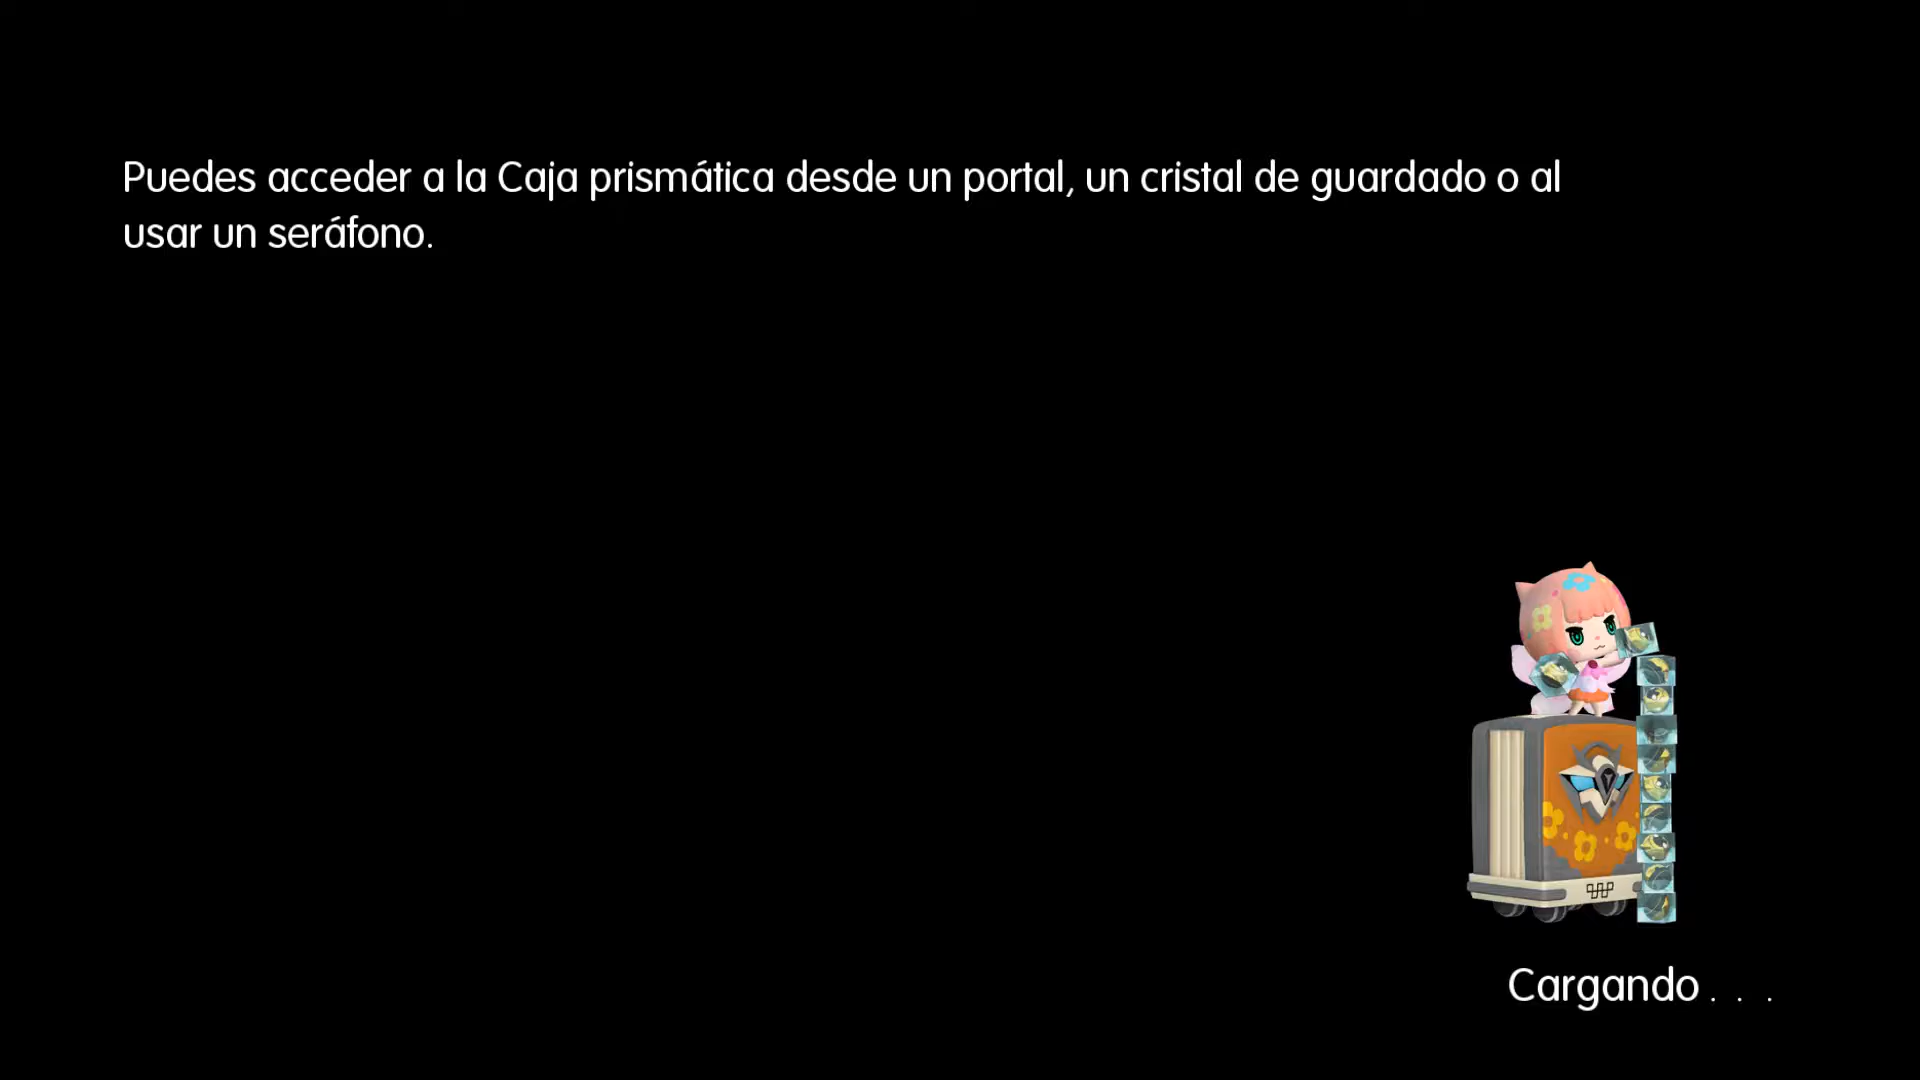 Puedes acceder a la Caja prismática desde un portal, un cristal de guardado o al
usar un seráfono.
Cargando . . .